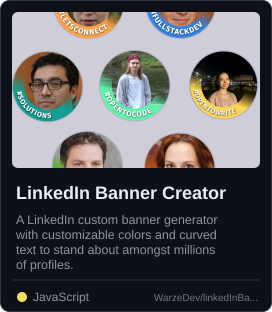 #LETSCONNECT
#FULLSTACKDEV
#SOLUTIONS
#OPENTOCODE
#OPENTOWRITE
LinkedIn Banner Creator
A LinkedIn custom banner generator
with customizable colors and curved
text to stand about amongst millions
of profiles.
JavaScript
WarzeDev/linkedInBa...